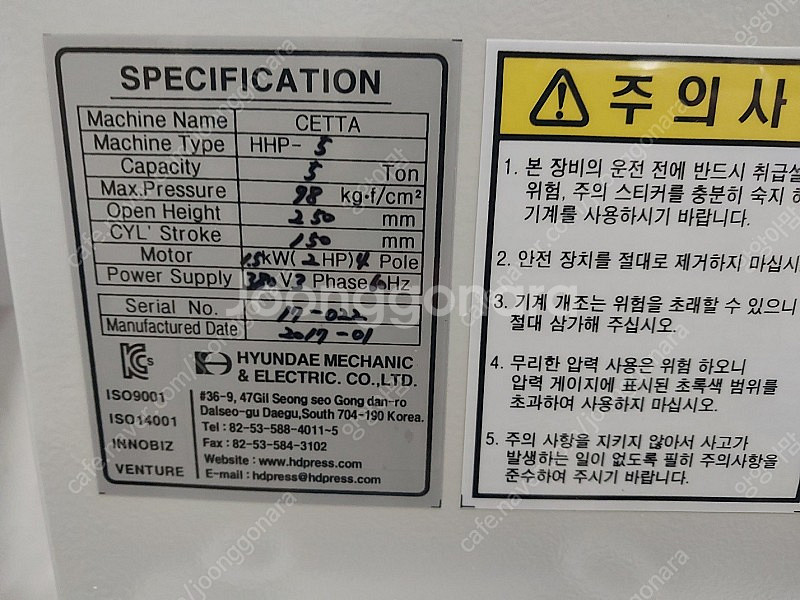 SPECIFICATION
Machine Name CETTA
Machine Type HHP- 5
Capacity 5 Ton
Max.Pressure 98 kg·f/cm²
Open Height 250 mm
CYL' Stroke 150 mm
Motor 1.5kW( 2 HP) 4 Pole
Power Supply 380 V 3 Phase 60 Hz
Serial No. 17-022
Manufactured Date 2017-01
KCs
HYUNDAE MECHANIC
& ELECTRIC. CO.,LTD.
ISO9001
ISO14001
INNOBIZ
VENTURE
#36-9, 47Gil Seong seo Gong dan-ro
Dalseo-gu Daegu,South 704-190 Korea.
Tel : 82-53-588-4011~5
Fax : 82-53-584-3102
Website : www.hdpress.com
E-mail : hdpress@hdpress.com
주 의 사
1. 본 장비의 운전 전에 반드시 취급설
위험, 주의 스티커를 충분히 숙지 하
기계를 사용하시기 바랍니다.
2. 안전 장치를 절대로 제거하지 마십시
3. 기계 개조는 위험을 초래할 수 있으니
절대 삼가해 주십시오.
4. 무리한 압력 사용은 위험 하오니
압력 게이지에 표시된 초록색 범위를
초과하여 사용하지 마십시오.
5. 주의 사항을 지키지 않아서 사고가
발생하는 일이 없도록 필히 주의사항을
준수하여 주시기 바랍니다.
Joonggonara
cafe.naver.com/joonggonara